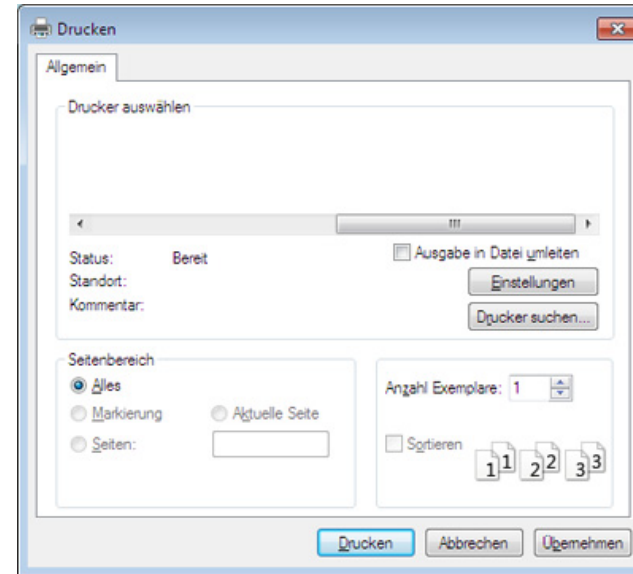 Drucken
Allgemein
Drucker auswählen
Status: Bereit
Ausgabe in Datei umleiten
Standort:
Einstellungen
Kommentar:
Drucker suchen...
Seitenbereich
Alles
Markierung
Aktuelle Seite
Seiten:
Anzahl Exemplare: 1
Sortieren
1 1 2 2 3 3
Drucken Abbrechen Übernehmen